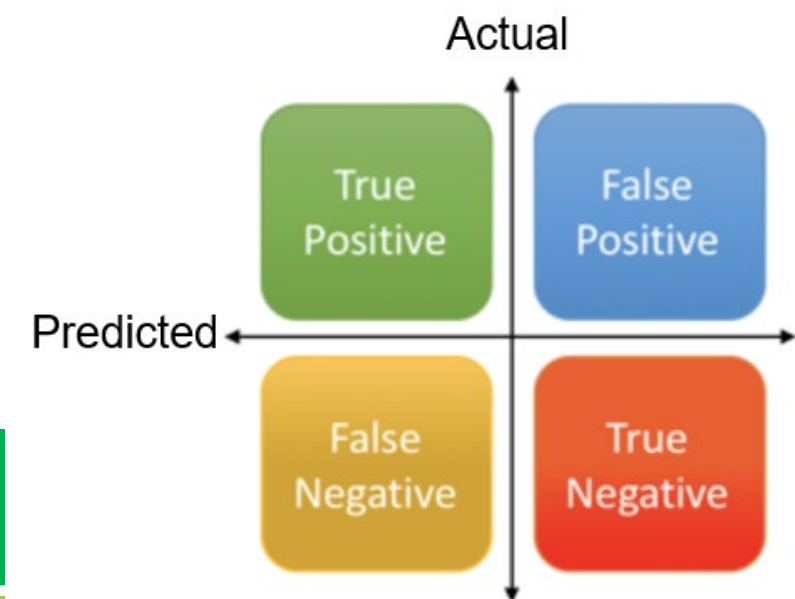 Actual
True
Positive
False
Positive
Predicted
False
Negative
True
Negative